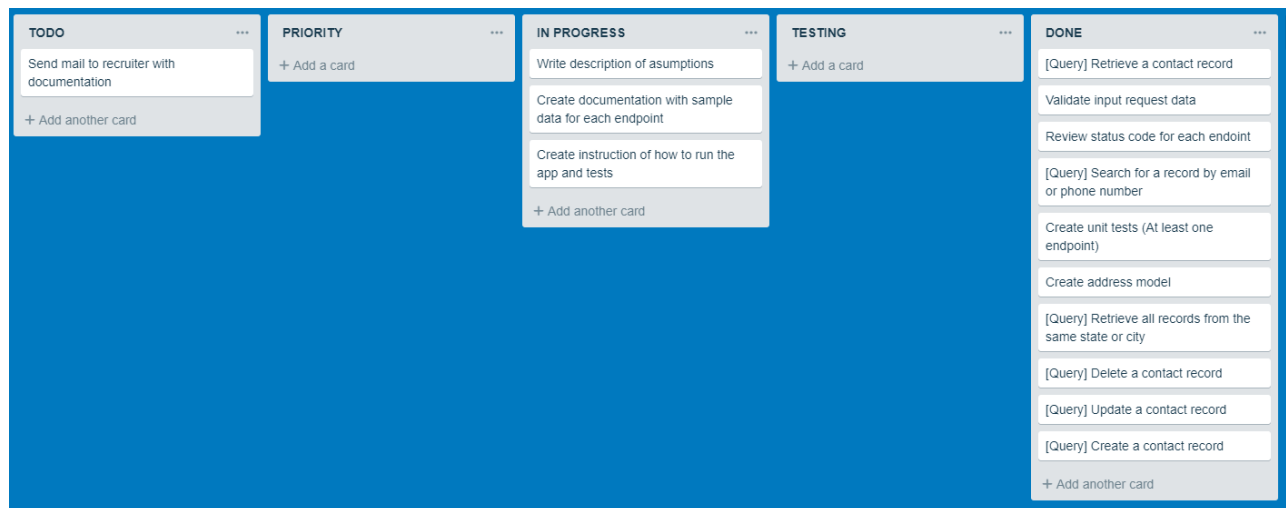 TODO ...
Send mail to recruiter with
documentation
+ Add another card
PRIORITY ...
+ Add a card
IN PROGRESS ...
Write description of asumptions
Create documentation with sample
data for each endpoint
Create instruction of how to run the
app and tests
+ Add another card
TESTING ...
+ Add a card
DONE ...
[Query] Retrieve a contact record
Validate input request data
Review status code for each endoint
[Query] Search for a record by email
or phone number
Create unit tests (At least one
endpoint)
Create address model
[Query] Retrieve all records from the
same state or city
[Query] Delete a contact record
[Query] Update a contact record
[Query] Create a contact record
+ Add another card